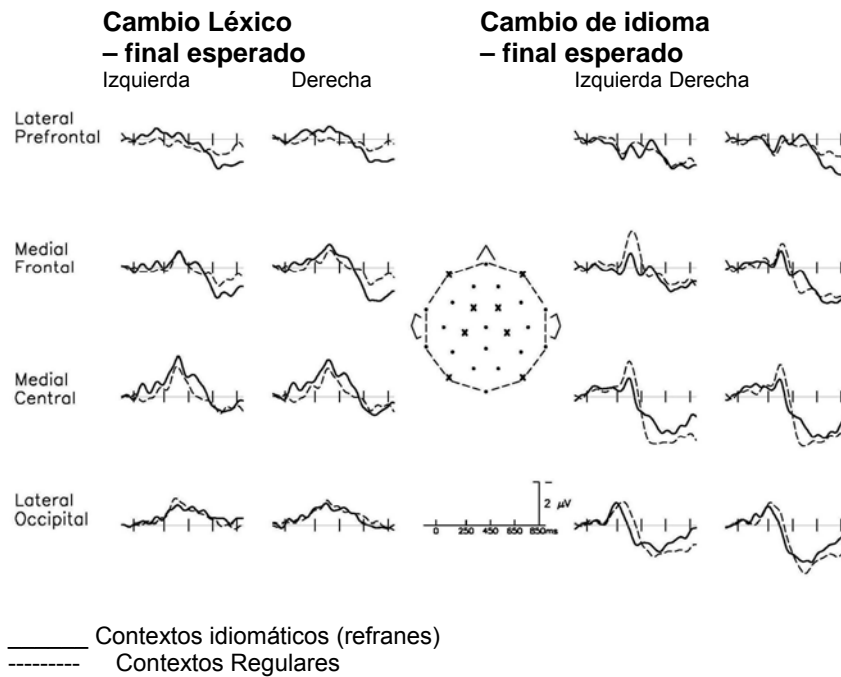 Cambio Léxico
– final esperado
Cambio de idioma
– final esperado
Izquierda Derecha
Izquierda Derecha
Lateral
Prefrontal
Medial
Frontal
Medial
Central
Lateral
Occipital
2 μV
0 250 450 650 850ms
______ Contextos idiomáticos (refranes)
--------- Contextos Regulares